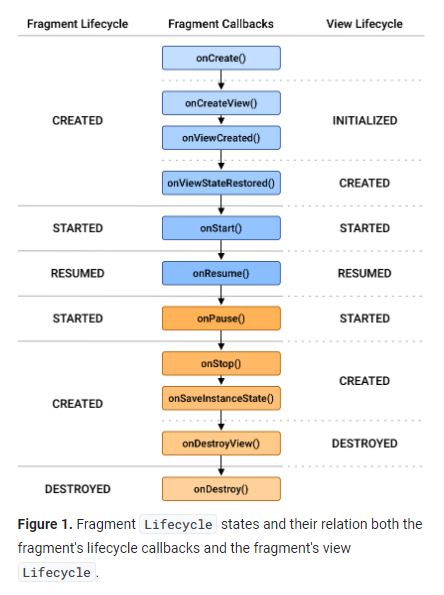 Fragment Lifecycle Fragment Callbacks View Lifecycle
onCreate()
onCreateView()
CREATED INITIALIZED
onViewCreated()
onViewStateRestored() CREATED
STARTED onStart() STARTED
RESUMED onResume() RESUMED
STARTED onPause() STARTED
onStop()
CREATED
onSaveInstanceState()
CREATED
onDestroyView() DESTROYED
DESTROYED onDestroy()
Figure 1. Fragment Lifecycle states and their relation both the
fragment's lifecycle callbacks and the fragment's view
Lifecycle.